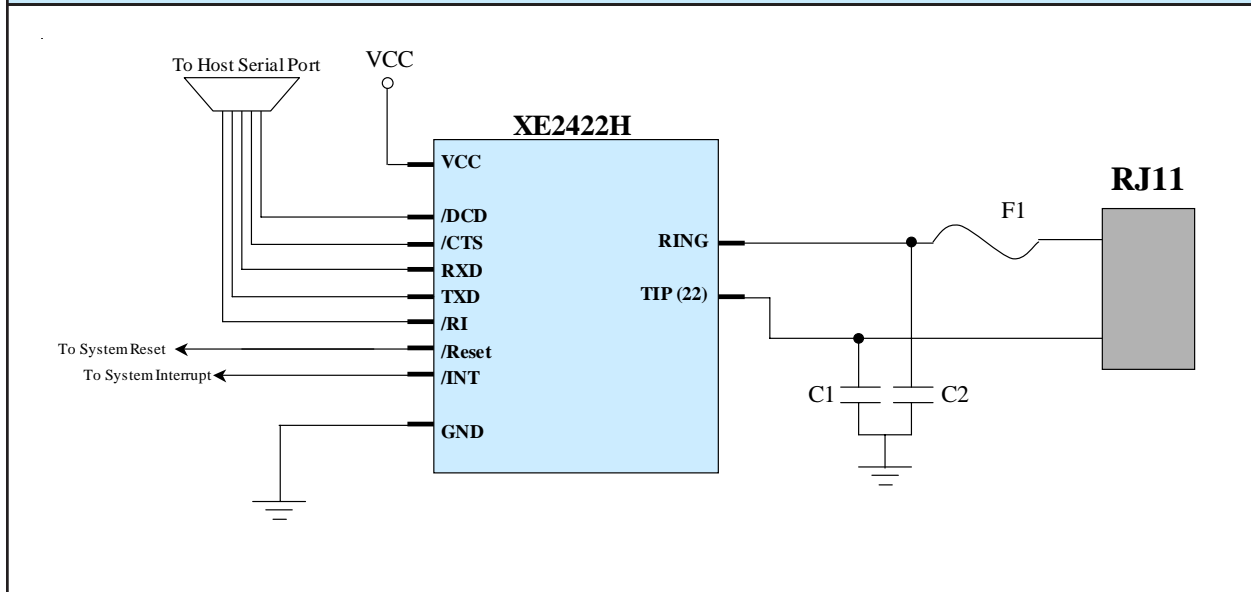 To Host Serial Port
VCC
XE2422H
VCC
/DCD
/CTS
RXD
TXD
/RI
/Reset
/INT
GND
RING
TIP (22)
To System Reset
To System Interrupt
F1
RJ11
C1
C2